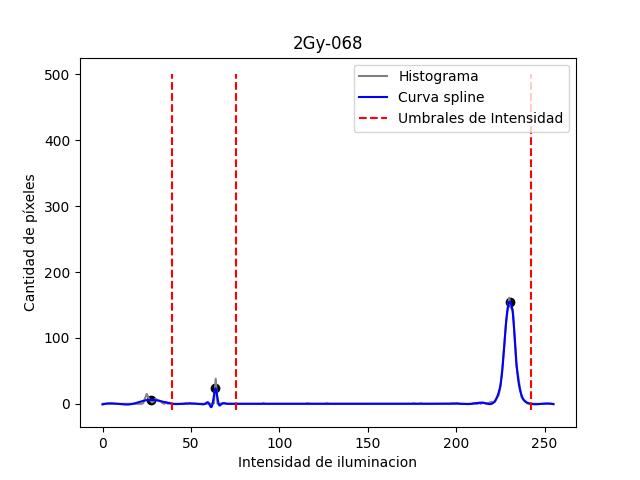 2Gy-068
Histograma
Curva spline
Umbrales de Intensidad
Cantidad de píxeles
500
400
300
200
100
0
0 50 100 150 200 250
Intensidad de iluminacion